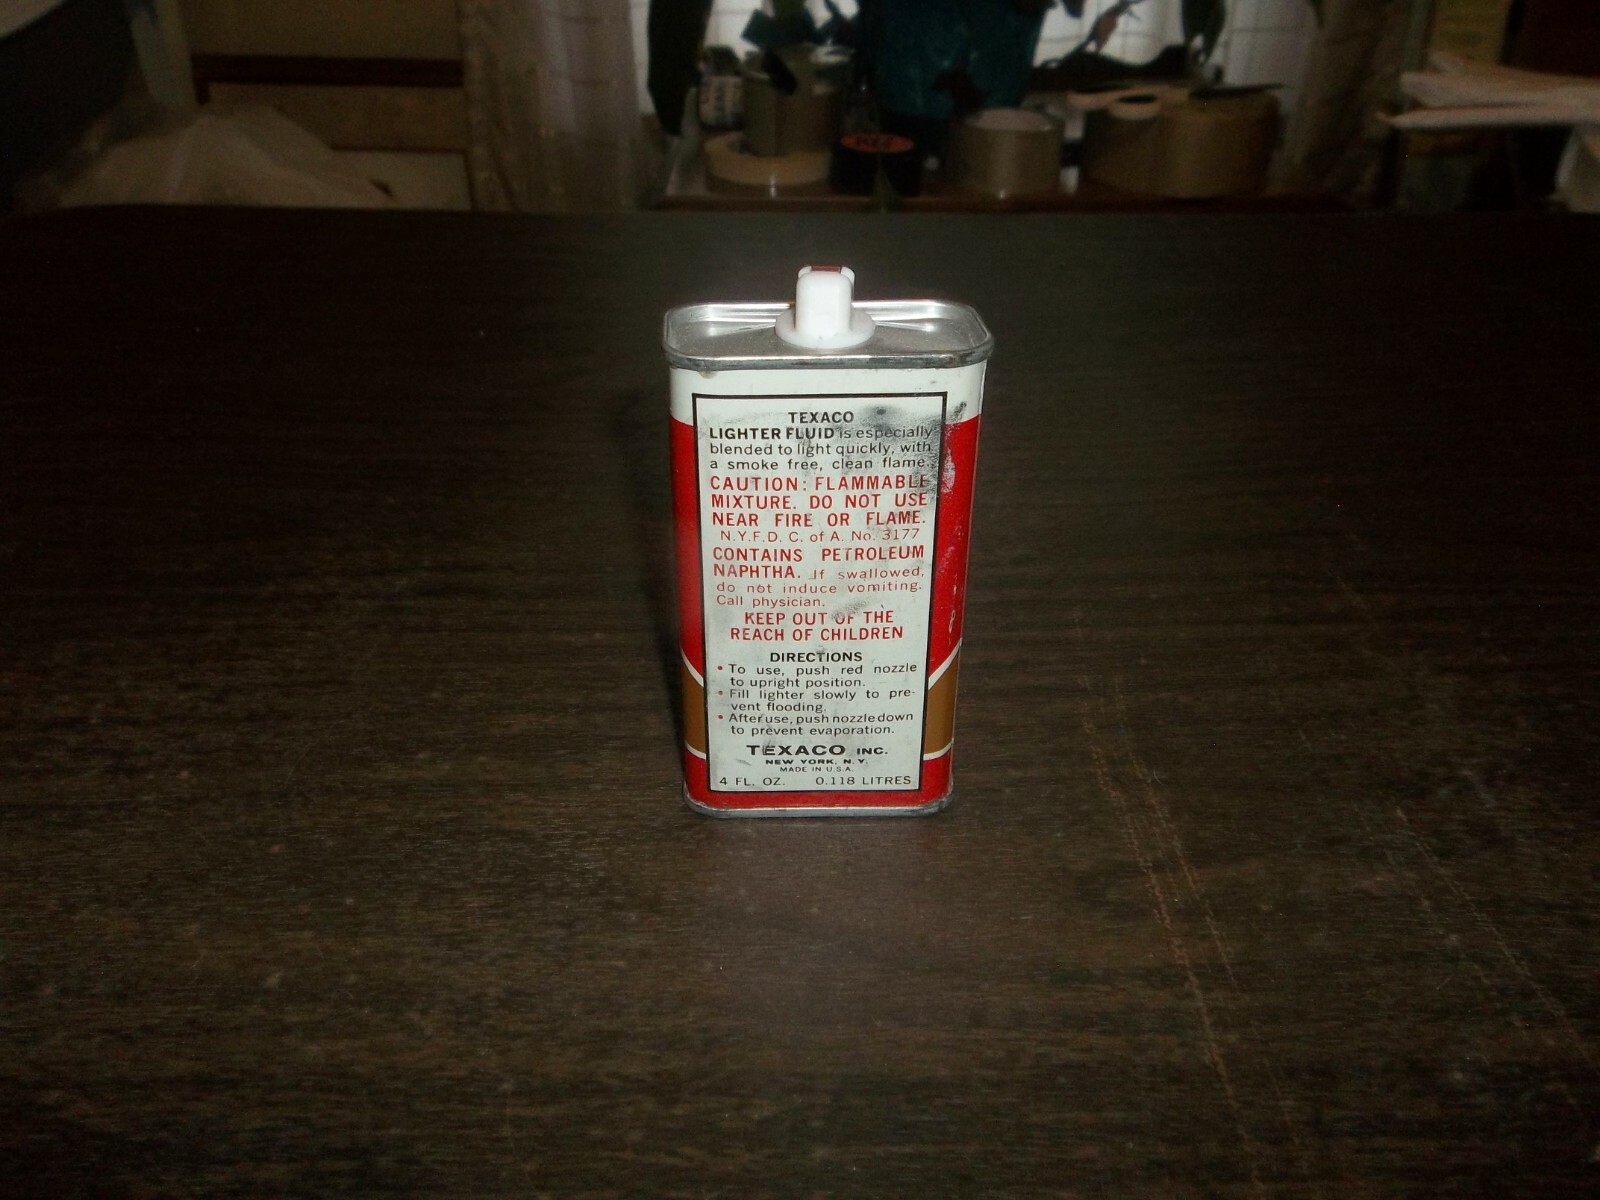 TEXACO
LIGHTER FLUID is especially
blended to light quickly, with
a smoke free, clean flame.
CAUTION: FLAMMABLE
MIXTURE. DO NOT USE
NEAR FIRE OR FLAME.
N.Y.F.D. C. of A. No. 3177
CONTAINS PETROLEUM
NAPHTHA. If swallowed,
do not induce vomiting.
Call physician.
KEEP OUT OF THE
REACH OF CHILDREN
DIRECTIONS
• To use, push red nozzle
to upright position.
• Fill lighter slowly to pre-
vent flooding.
• After use, push nozzle down
to prevent evaporation.
TEXACO INC.
NEW YORK, N.Y.
MADE IN U.S.A.
4 FL. OZ. 0.118 LITRES